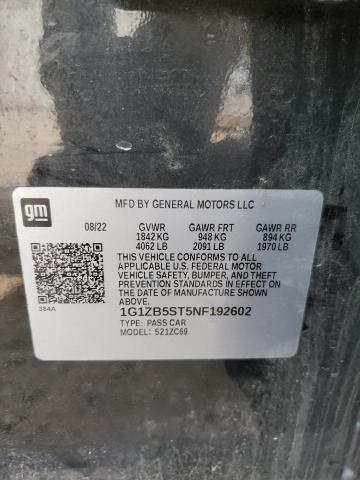 gm
MFD BY GENERAL MOTORS LLC
08/22 GVWR GAWR FRT GAWR RR
1842 KG 948 KG 894 KG
4062 LB 2091 LB 1970 LB
THIS VEHICLE CONFORMS TO ALL
APPLICABLE U.S. FEDERAL MOTOR
VEHICLE SAFETY, BUMPER, AND THEFT
PREVENTION STANDARDS IN EFFECT ON
THE DATE OF MANUFACTURE SHOWN ABOVE.
384A
1G1ZB5ST5NF192602
TYPE: PASS CAR
MODEL: 521ZC69